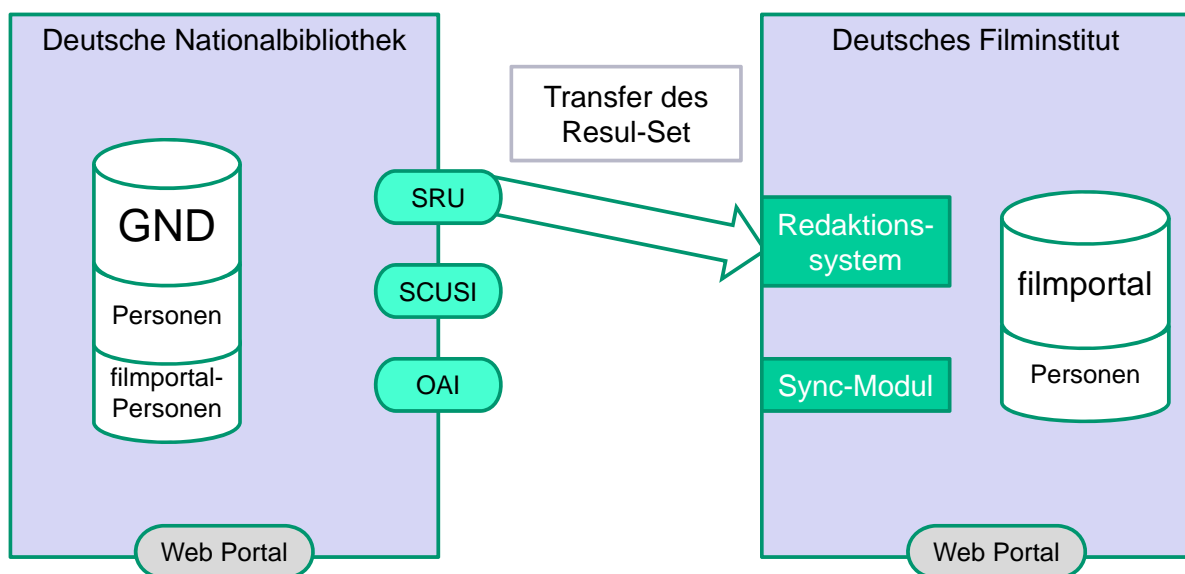 Deutsche Nationalbibliothek
GND
Personen
filmportal-
Personen
SRU
SCUSI
OAI
Web Portal
Transfer des
Resul-Set
Deutsches Filminstitut
Redaktions-
system
Sync-Modul
filmportal
Personen
Web Portal